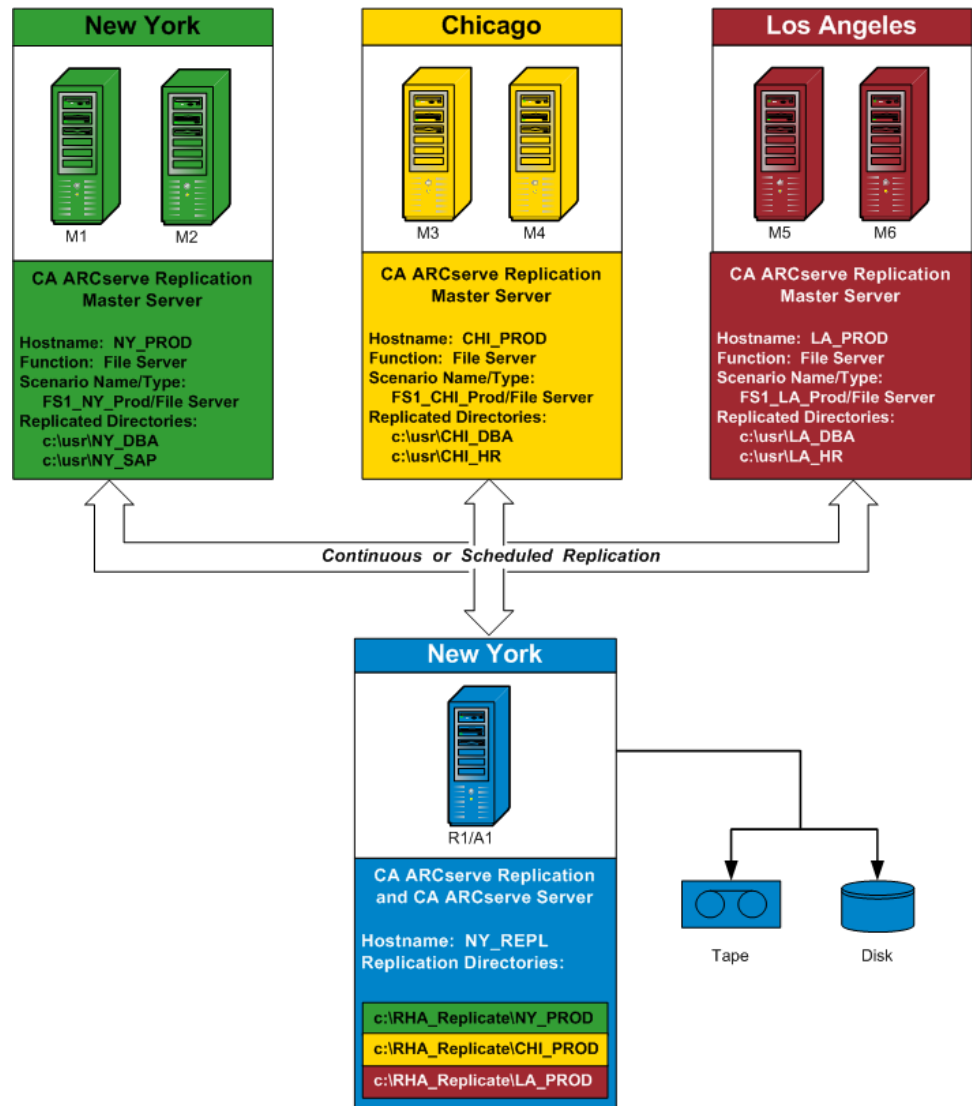 New York
M1
M2
CA ARCserve Replication
Master Server
Hostname: NY_PROD
Function: File Server
Scenario Name/Type:
FS1_NY_Prod/File Server
Replicated Directories:
c:\usr\NY_DBA
c:\usr\NY_SAP
Chicago
M3
M4
CA ARCserve Replication
Master Server
Hostname: CHI_PROD
Function: File Server
Scenario Name/Type:
FS1_CHI_Prod/File Server
Replicated Directories:
c:\usr\CHI_DBA
c:\usr\CHI_HR
Los Angeles
M5
M6
CA ARCserve Replication
Master Server
Hostname: LA_PROD
Function: File Server
Scenario Name/Type:
FS1_LA_Prod/File Server
Replicated Directories:
c:\usr\LA_DBA
c:\usr\LA_HR
Continuous or Scheduled Replication
New York
R1/A1
CA ARCserve Replication
and CA ARCserve Server
Hostname: NY_REPL
Replication Directories:
c:\RHA_Replicate\NY_PROD
c:\RHA_Replicate\CHI_PROD
c:\RHA_Replicate\LA_PROD
Tape
Disk